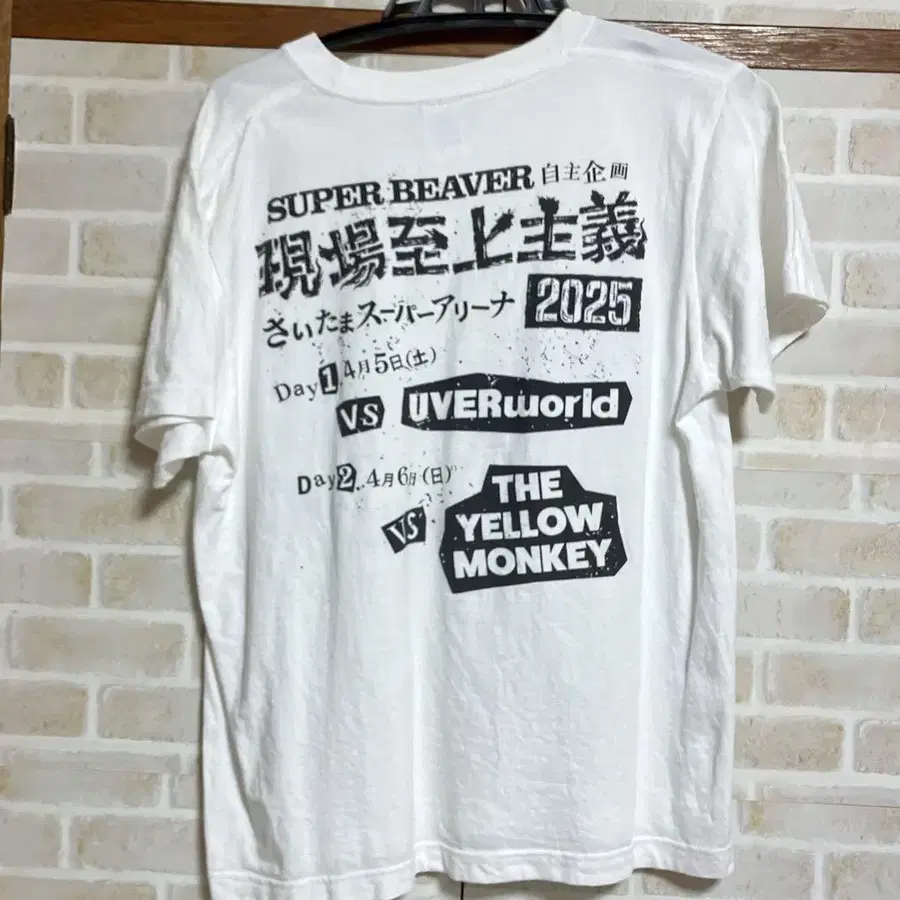 SUPER BEAVER 自主企画
現場至上主義
さいたまスーパーアリーナ 2025
Day1 4月5日(土)
VS UVERworld
Day2..4月6日(日)
VS THE
YELLOW
MONKEY